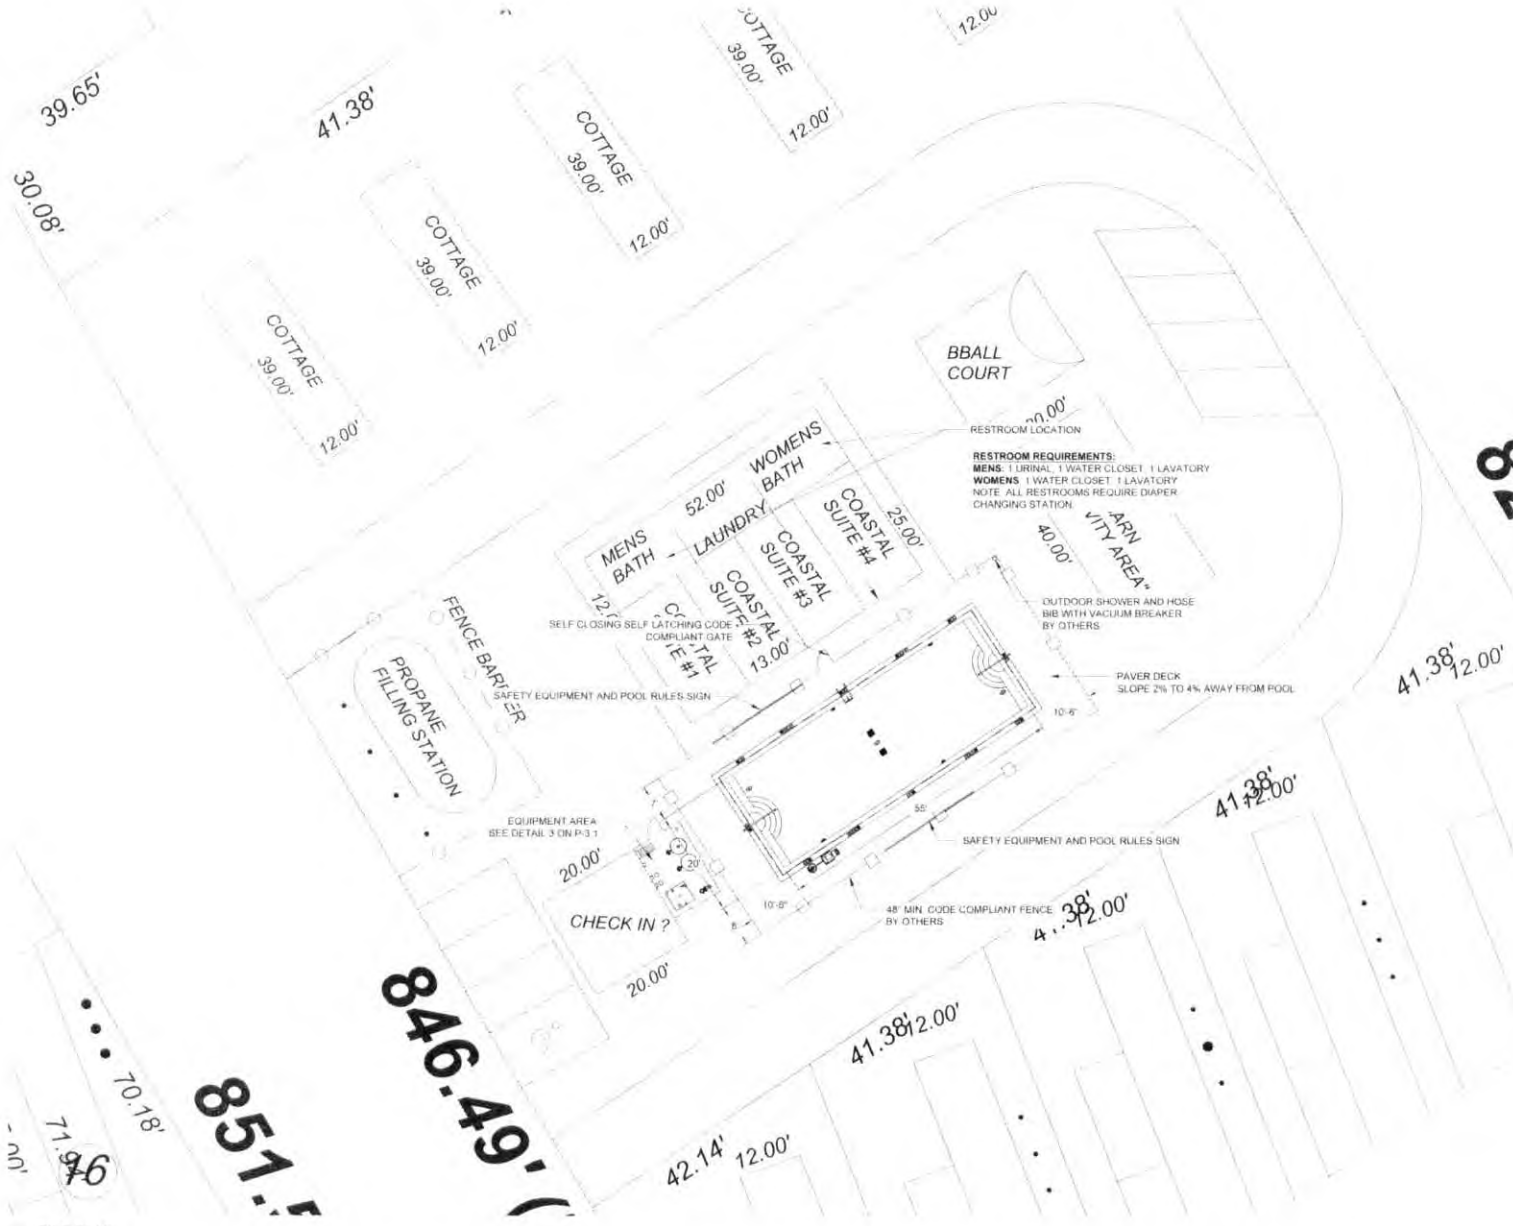 39.65'
41.38'
30.08'
COTTAGE
39.00'
12.00'
COTTAGE
39.00'
12.00'
COTTAGE
39.00'
12.00'
COTTAGE
39.00'
12.00'
12.00'
BBALL
COURT
RESTROOM LOCATION
RESTROOM REQUIREMENTS:
MENS: 1 URINAL, 1 WATER CLOSET, 1 LAVATORY
WOMENS 1 WATER CLOSET 1 LAVATORY
NOTE ALL RESTROOMS REQUIRE DIAPER
CHANGING STATION
WOMENS
BATH
52.00'
LAUNDRY
MENS
BATH
COASTAL
SUITE #4
25.00'
COASTAL
SUITE #3
COASTAL
SUITE #2
13.00'
40.00'
AREA"
SELF CLOSING SELF LATCHING CODE
COMPLIANT GATE
SAFETY EQUIPMENT AND POOL RULES SIGN
FENCE BARRIER
PROPANE
FILLING STATION
OUTDOOR SHOWER AND HOSE
BIB WITH VACUUM BREAKER
BY OTHERS
PAVER DECK
SLOPE 2% TO 4% AWAY FROM POOL
10'-6"
55'
EQUIPMENT AREA
SEE DETAIL 3 ON P-3.1
20'
10'-8"
SAFETY EQUIPMENT AND POOL RULES SIGN
48" MIN. CODE COMPLIANT FENCE
BY OTHERS
20.00'
CHECK IN ?
20.00'
41.38'
12.00'
41.38'
12.00'
12.00'
41.38'
12.00'
42.14'
12.00'
846.49' (
70.18'
16